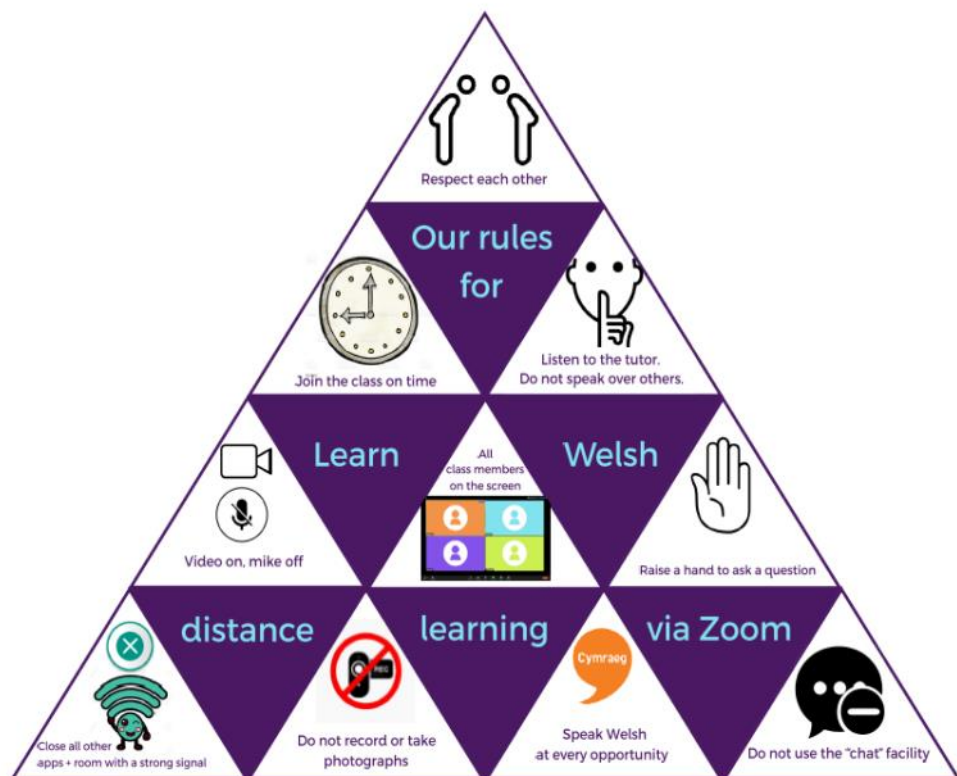 Respect each other
Our rules
for
Join the class on time
Listen to the tutor.
Do not speak over others.
Learn
Welsh
All
class members
on the screen
Video on, mike off
Raise a hand to ask a question
distance
learning
via Zoom
Close all other
apps + room with a strong signal
REC
Do not record or take
photographs
Cymraeg
Speak Welsh
at every opportunity
Do not use the "chat" facility